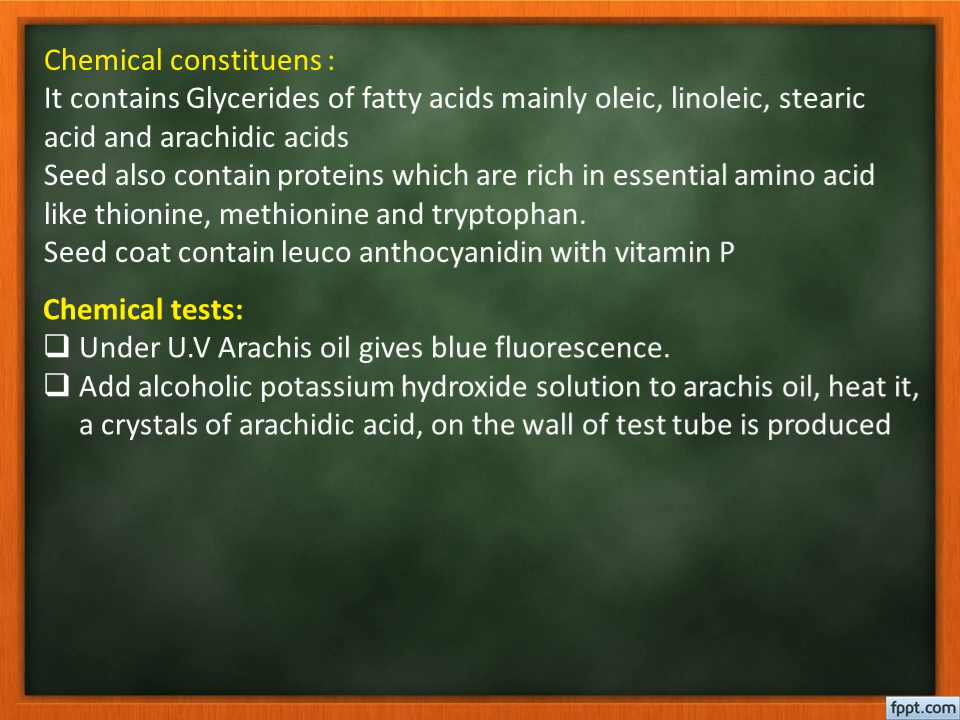 Chemical constituens :
It contains Glycerides of fatty acids mainly oleic, linoleic, stearic
acid and arachidic acids
Seed also contain proteins which are rich in essential amino acid
like thionine, methionine and tryptophan.
Seed coat contain leuco anthocyanidin with vitamin P
Chemical tests:
❑ Under U.V Arachis oil gives blue fluorescence.
❑ Add alcoholic potassium hydroxide solution to arachis oil, heat it,
a crystals of arachidic acid, on the wall of test tube is produced
fppt.com